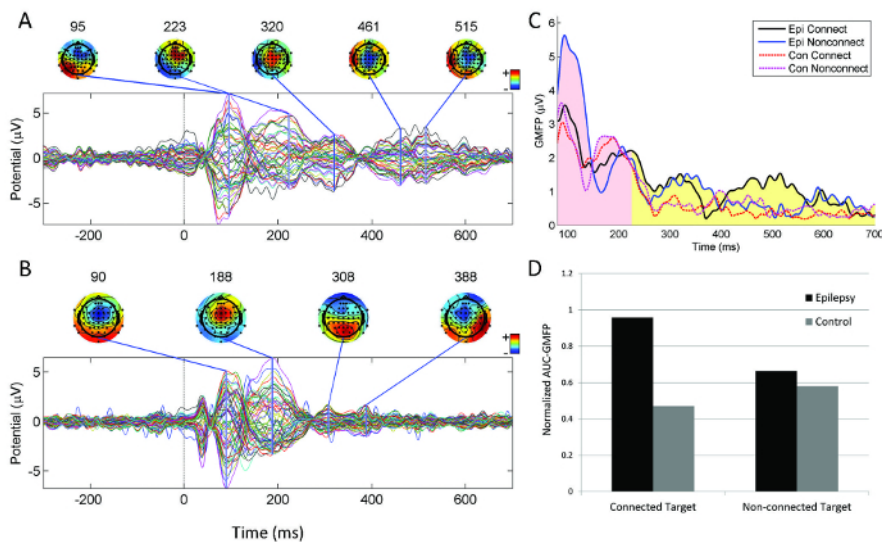 A
95 223 320 461 515
+
-
5
0
-5
Potential (µV)
-200 0 200 400 600
B
90 188 308 388
+
-
5
0
-5
Potential (µV)
-200 0 200 400 600
Time (ms)
C
6
5
4
3
2
1
0
GMFP (µV)
Epi Connect
Epi Nonconnect
Con Connect
Con Nonconnect
100 200 300 400 500 600 700
Time (ms)
D
1.2
1
0.8
0.6
0.4
0.2
0
Normalized AUC-GMFP
Epilepsy
Control
Connected Target Non-connected Target